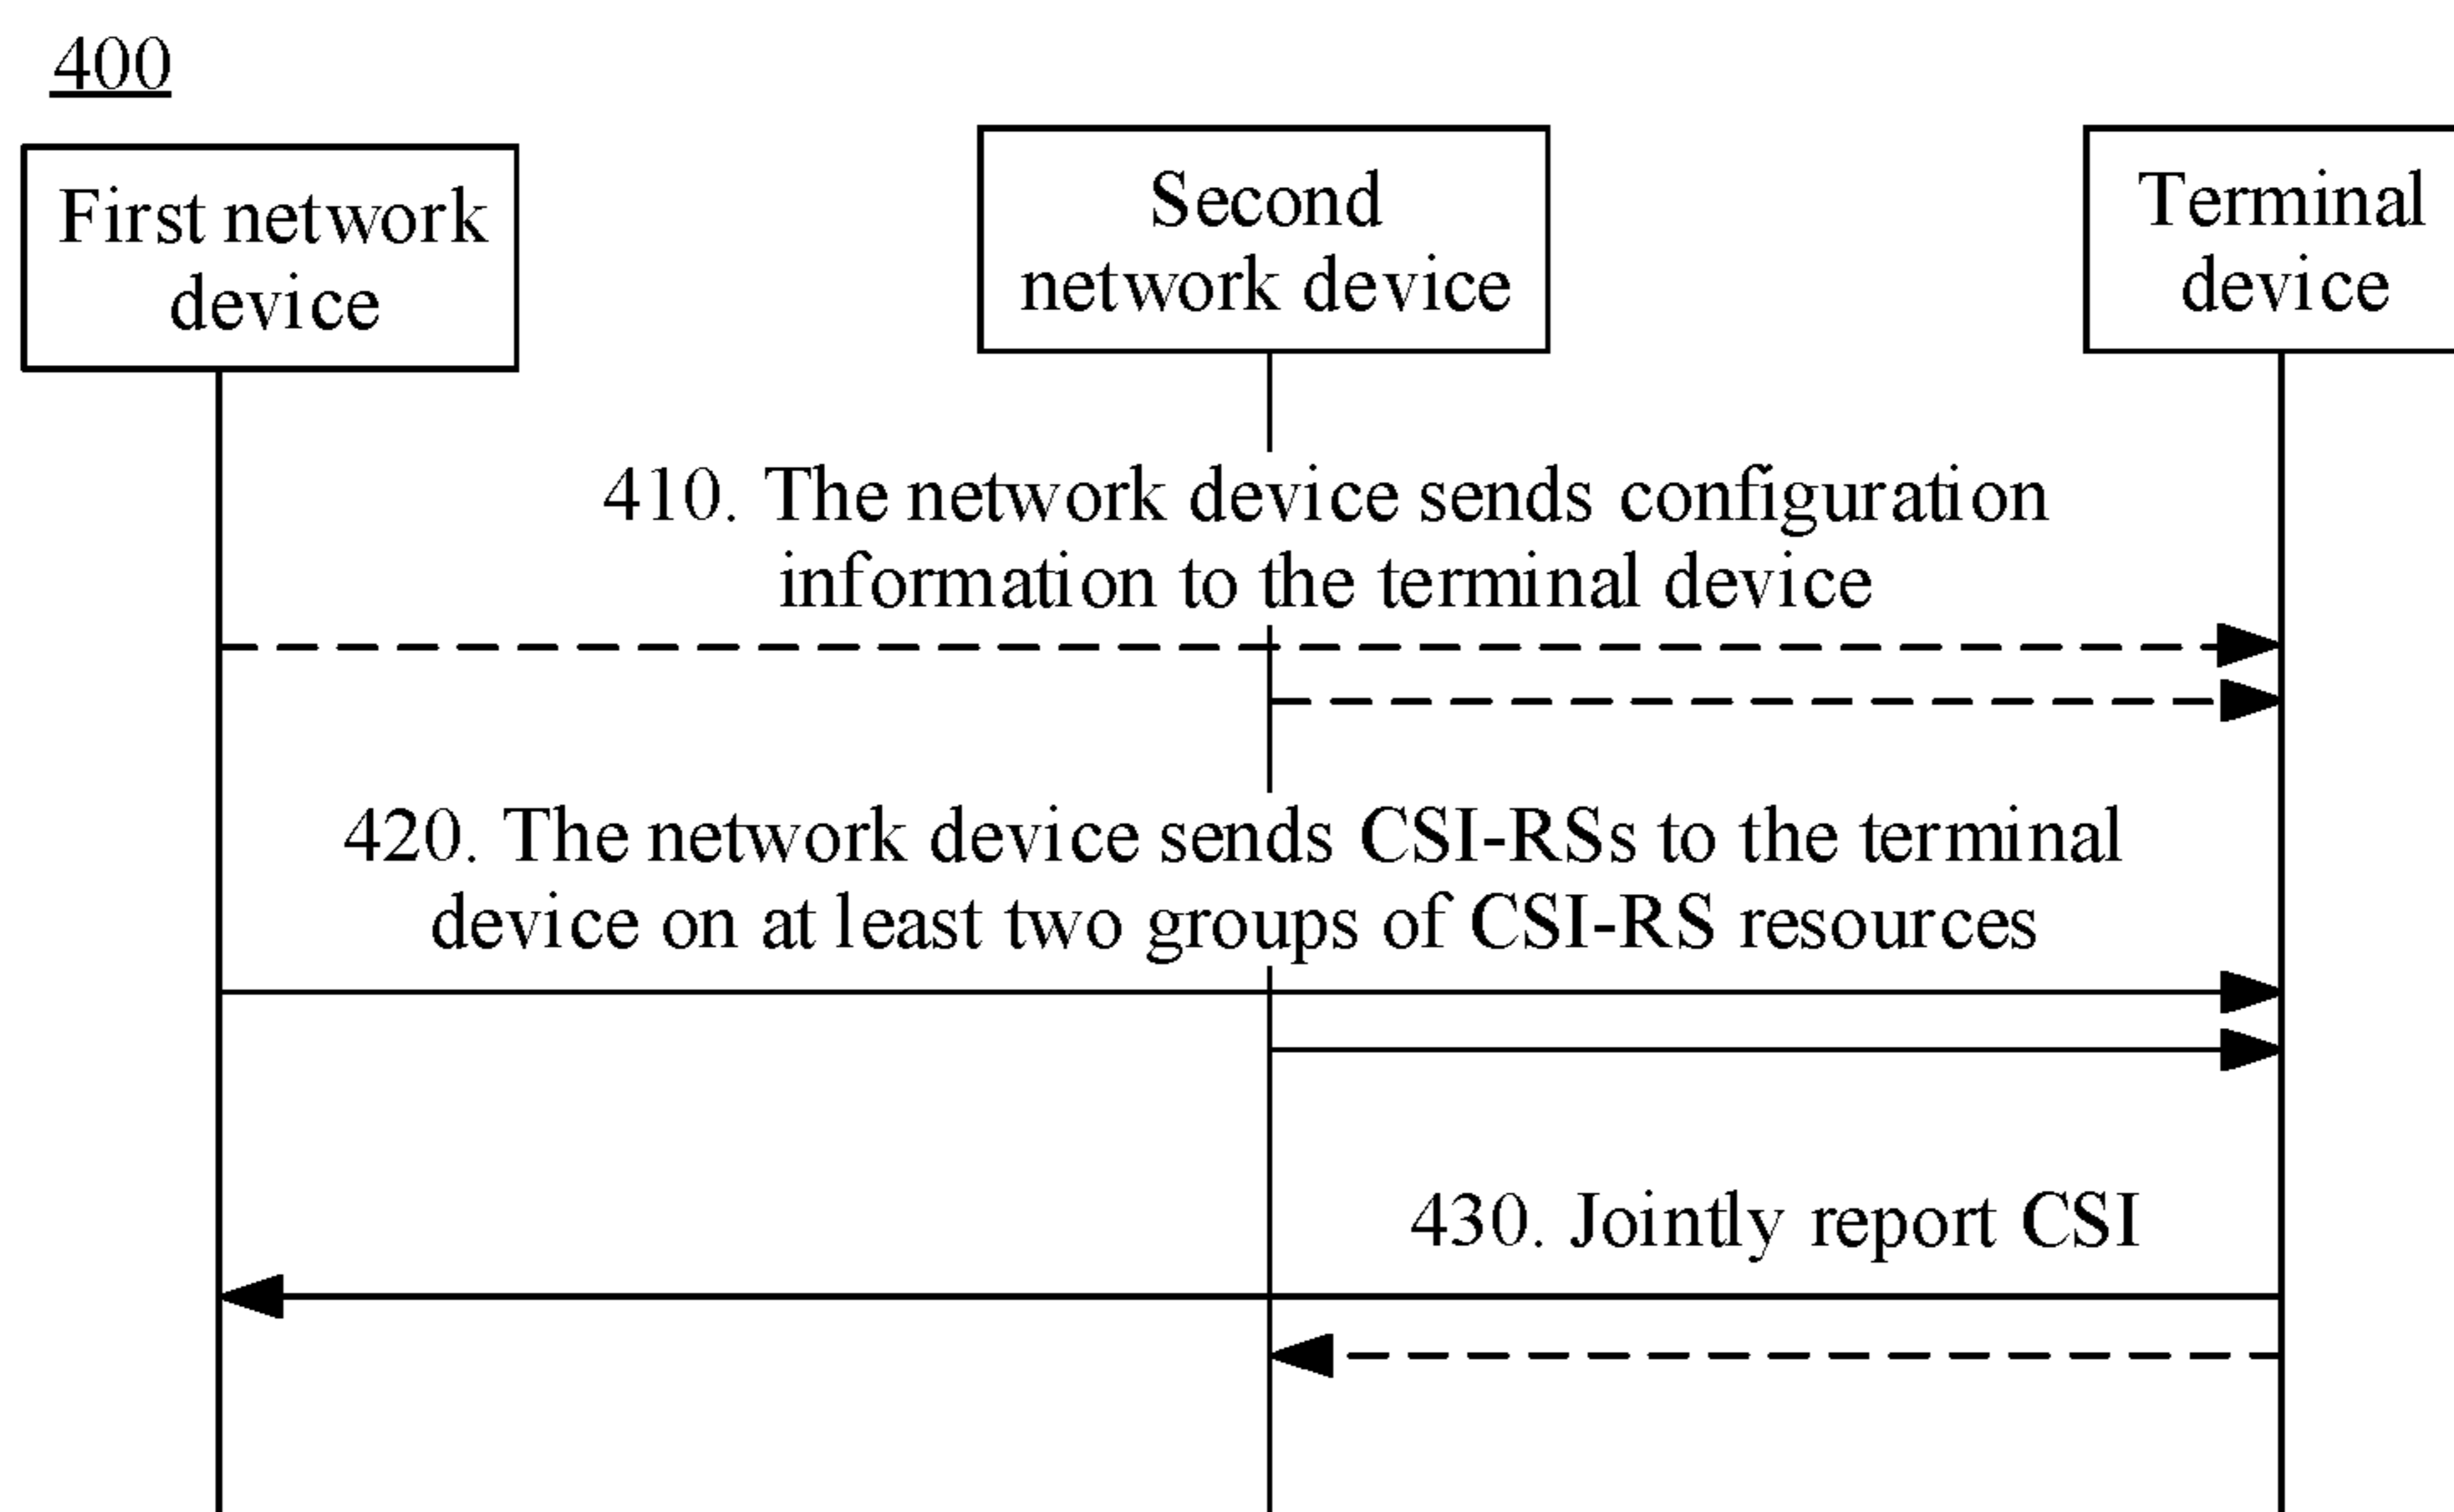 400
First network
device
Second
network device
Terminal
device
410. The network device sends configuration
information to the terminal device
420. The network device sends CSI-RSs to the terminal
device on at least two groups of CSI-RS resources
430. Jointly report CSI